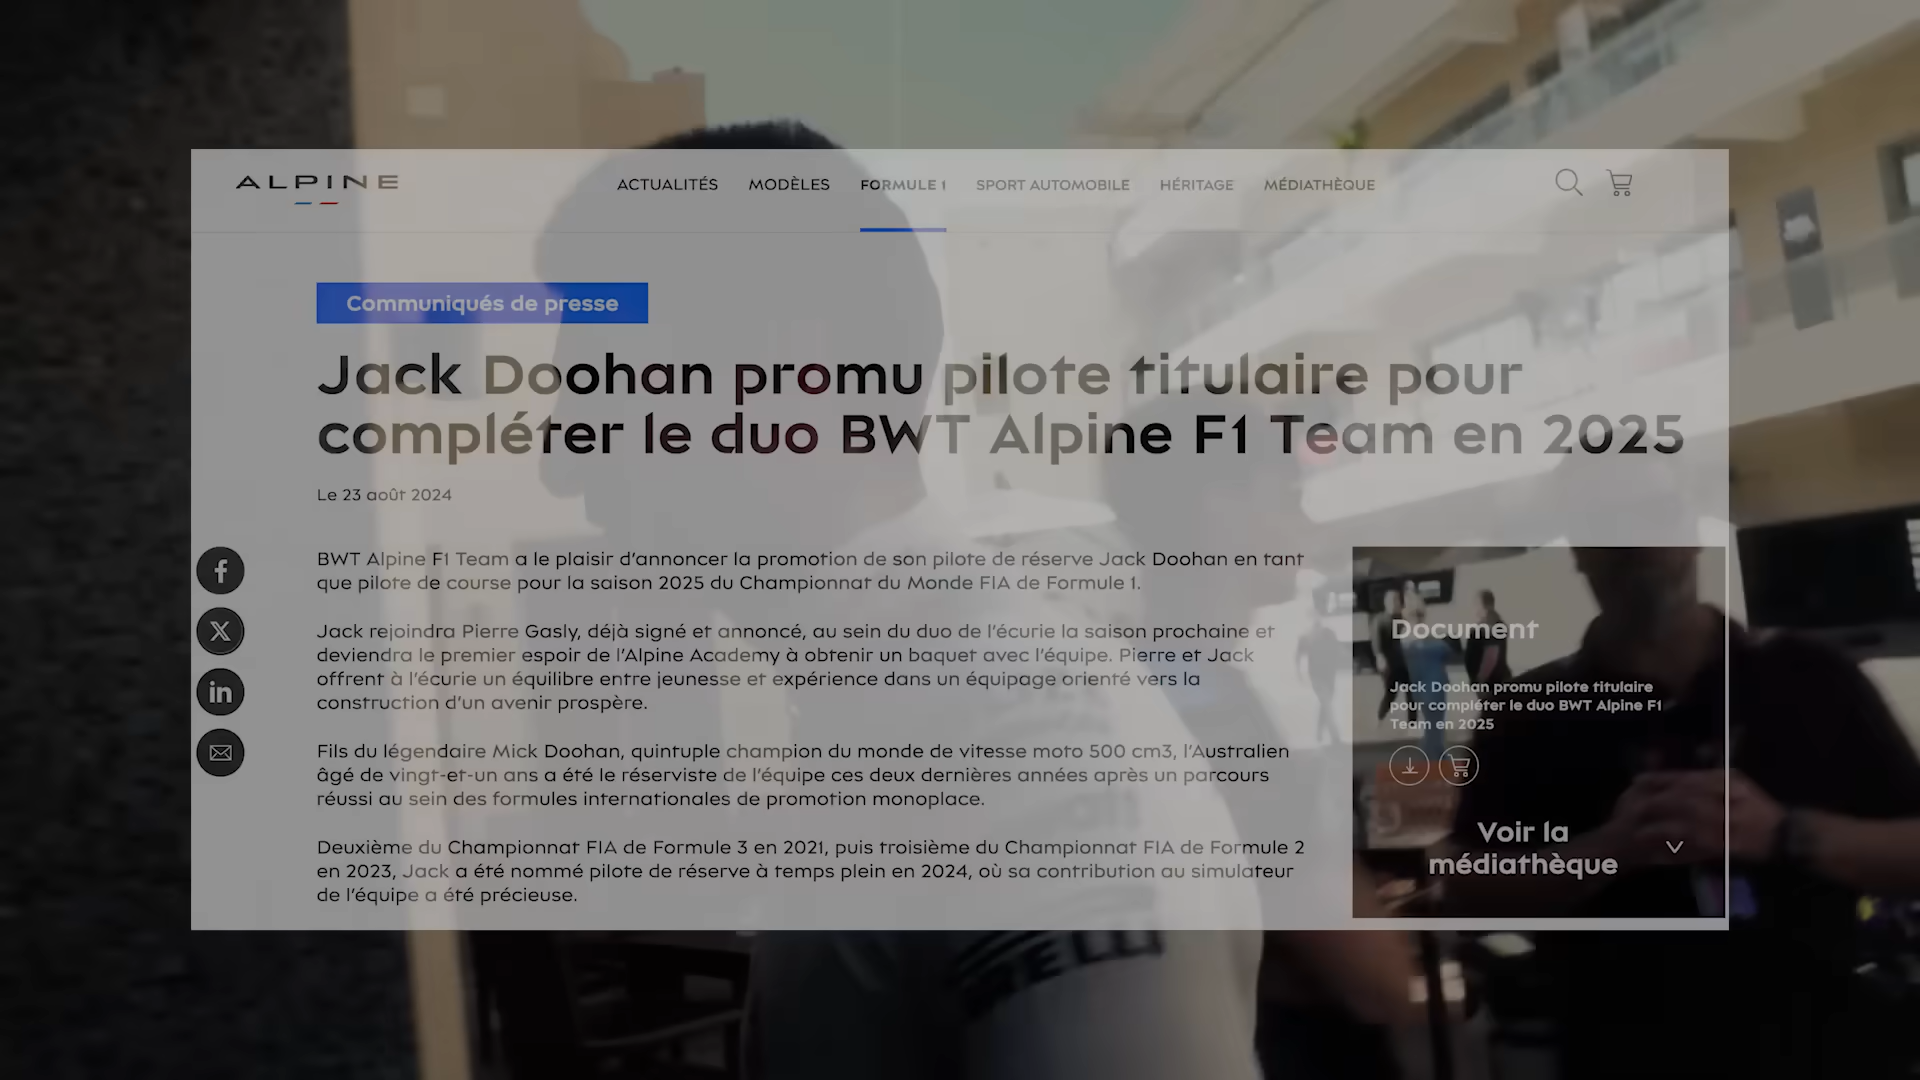 ALPINE
ACTUALITÉS MODÈLES FORMULE 1 SPORT AUTOMOBILE HÉRITAGE MÉDIATHÈQUE
Communiqués de presse
Jack Doohan promu pilote titulaire pour
compléter le duo BWT Alpine F1 Team en 2025
Le 23 août 2024
BWT Alpine F1 Team a le plaisir d’annoncer la promotion de son pilote de réserve Jack Doohan en tant
que pilote de course pour la saison 2025 du Championnat du Monde FIA de Formule 1.
Jack rejoindra Pierre Gasly, déjà signé et annoncé, au sein du duo de l’écurie la saison prochaine et
deviendra le premier espoir de l’Alpine Academy à obtenir un baquet avec l’équipe. Pierre et Jack
offrent à l’écurie un équilibre entre jeunesse et expérience dans un équipage orienté vers la
construction d’un avenir prospère.
Fils du légendaire Mick Doohan, quintuple champion du monde de vitesse moto 500 cm3, l’Australien
âgé de vingt-et-un ans a été le réserviste de l’équipe ces deux dernières années après un parcours
réussi au sein des formules internationales de promotion monoplace.
Deuxième du Championnat FIA de Formule 3 en 2021, puis troisième du Championnat FIA de Formule 2
en 2023, Jack a été nommé pilote de réserve à temps plein en 2024, où sa contribution au simulateur
de l’équipe a été précieuse.
Document
Jack Doohan promu pilote titulaire
pour compléter le duo BWT Alpine F1
Team en 2025
Voir la
médiathèque
f
X
in